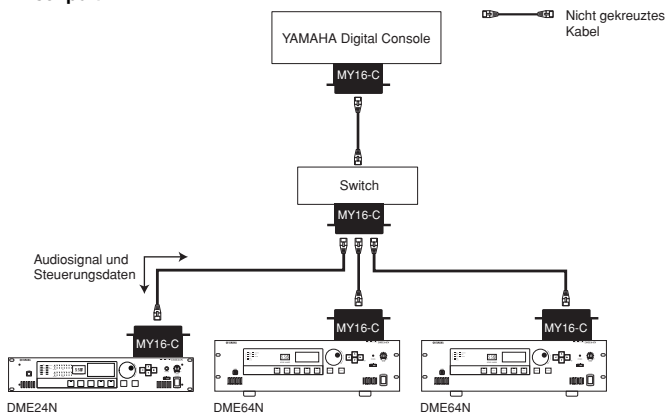 Nicht gekreuztes
Kabel
YAMAHA Digital Console
MY16-C
Switch
MY16-C
Audiosignal und
Steuerungsdaten
MY16-C
MY16-C
MY16-C
DME24N
DME64N
DME64N